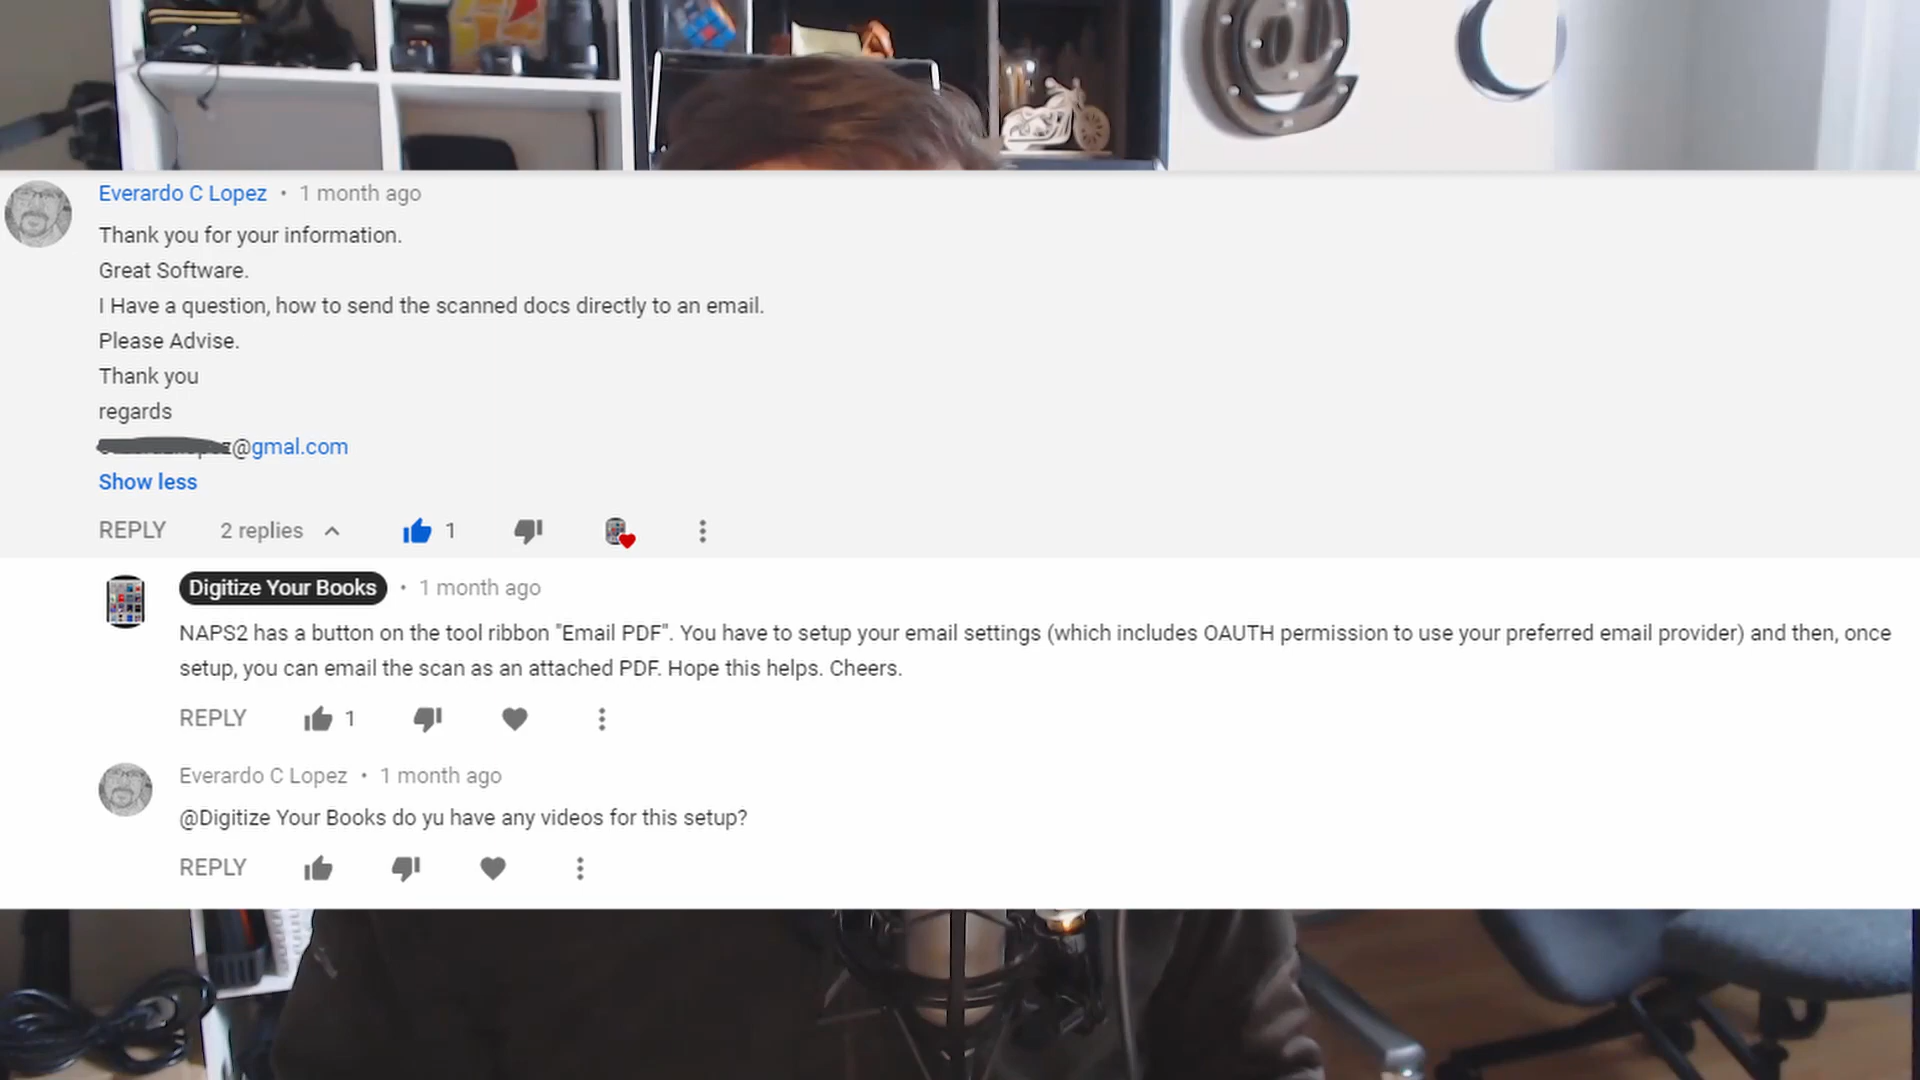 Everardo C Lopez • 1 month ago
Thank you for your information.
Great Software.
I Have a question, how to send the scanned docs directly to an email.
Please Advise.
Thank you
regards
@gmal.com
Show less
REPLY 2 replies 1
Digitize Your Books • 1 month ago
NAPS2 has a button on the tool ribbon "Email PDF". You have to setup your email settings (which includes OAUTH permission to use your preferred email provider) and then, once
setup, you can email the scan as an attached PDF. Hope this helps. Cheers.
REPLY 1
Everardo C Lopez • 1 month ago
@Digitize Your Books do yu have any videos for this setup?
REPLY